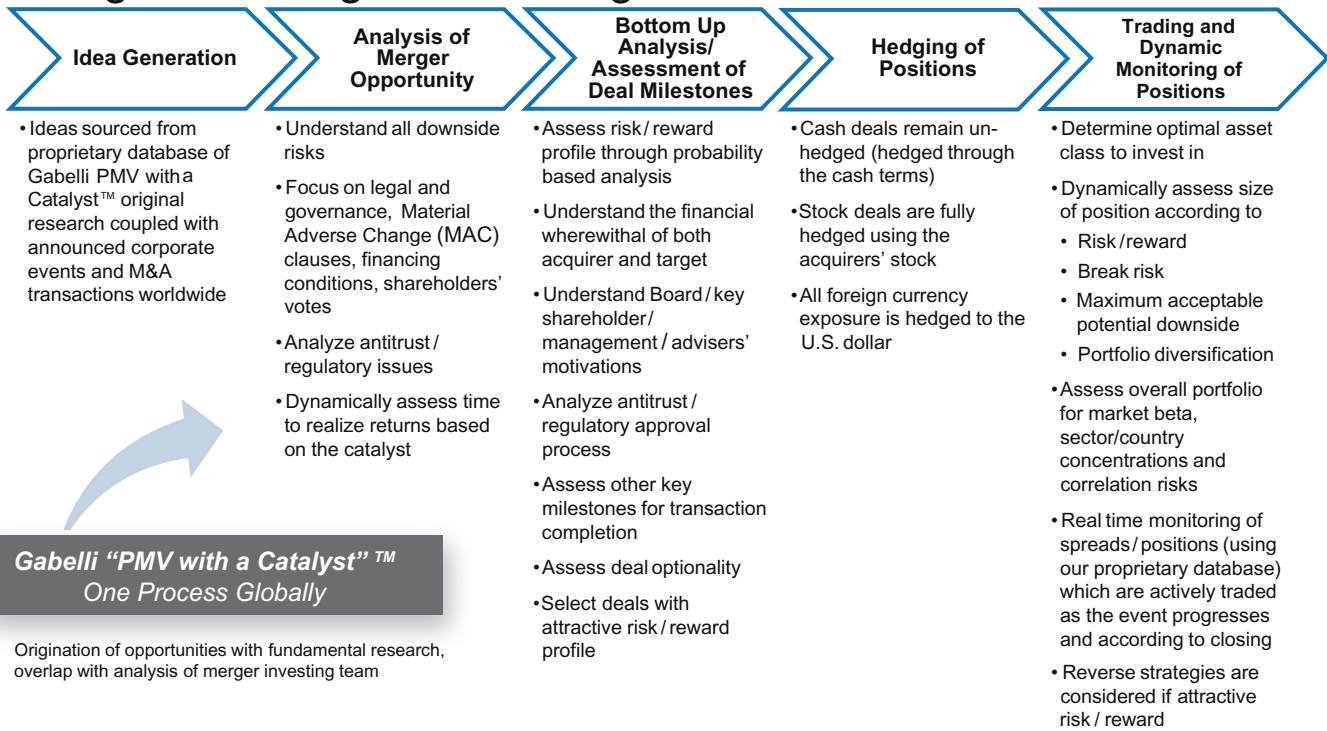 Idea Generation
Analysis of
Merger
Opportunity
Bottom Up
Analysis/
Assessment of
Deal Milestones
Hedging of
Positions
Trading and
Dynamic
Monitoring of
Positions
• Ideas sourced from
proprietary database of
Gabelli PMV with a
Catalyst™ original
research coupled with
announced corporate
events and M&A
transactions worldwide
• Understand all downside
risks
• Focus on legal and
governance, Material
Adverse Change (MAC)
clauses, financing
conditions, shareholders’
votes
• Analyze antitrust /
regulatory issues
• Dynamically assess time
to realize returns based
on the catalyst
• Assess risk / reward
profile through probability
based analysis
• Understand the financial
wherewithal of both
acquirer and target
• Understand Board / key
shareholder /
management / advisers’
motivations
• Analyze antitrust /
regulatory approval
process
• Assess other key
milestones for transaction
completion
• Assess deal optionality
• Select deals with
attractive risk / reward
profile
• Cash deals remain un-
hedged (hedged through
the cash terms)
• Stock deals are fully
hedged using the
acquirers’ stock
• All foreign currency
exposure is hedged to the
U.S. dollar
• Determine optimal asset
class to invest in
• Dynamically assess size
of position according to
• Risk / reward
• Break risk
• Maximum acceptable
potential downside
• Portfolio diversification
• Assess overall portfolio
for market beta,
sector/country
concentrations and
correlation risks
• Real time monitoring of
spreads / positions (using
our proprietary database)
which are actively traded
as the event progresses
and according to closing
• Reverse strategies are
considered if attractive
risk / reward
Gabelli “PMV with a Catalyst” ™
One Process Globally
Origination of opportunities with fundamental research,
overlap with analysis of merger investing team